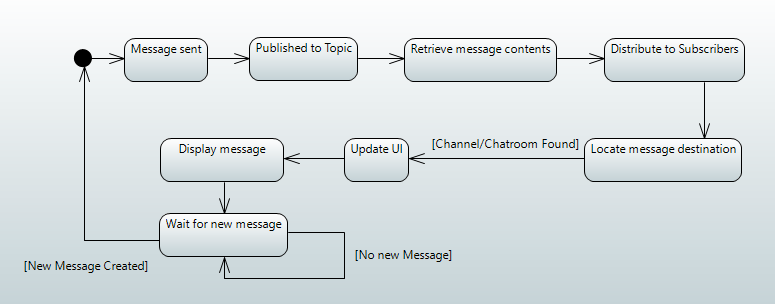 Message sent
Published to Topic
Retrieve message contents
Distribute to Subscribers
Display message
Update UI
[Channel/Chatroom Found]
Locate message destination
Wait for new message
[No new Message]
[New Message Created]